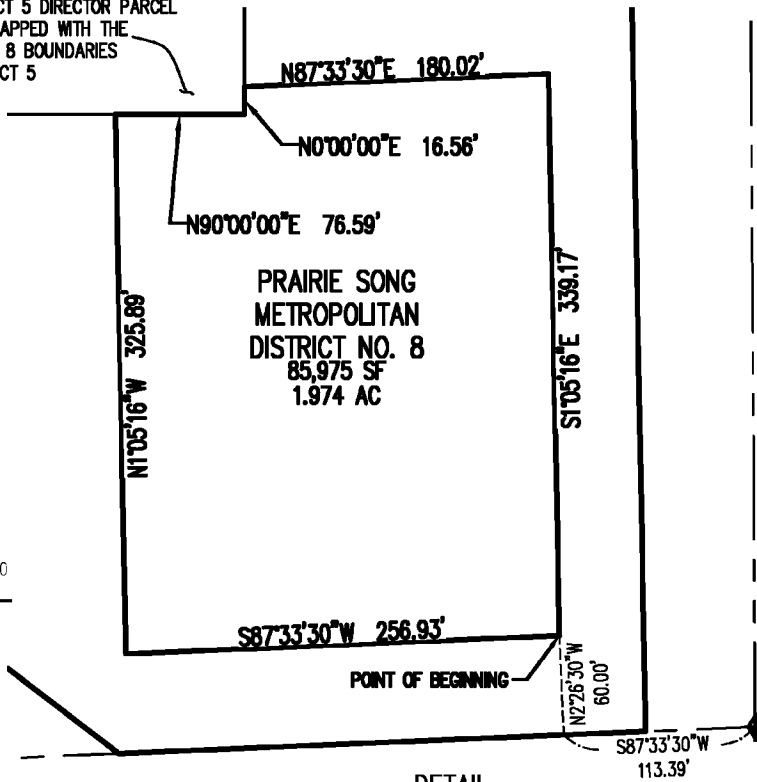 CT 5 DIRECTOR PARCEL
APPED WITH THE
8 BOUNDARIES
CT 5
N87°33'30"E 180.02'
N0°00'00"E 16.56'
N90°00'00"E 76.59'
PRAIRIE SONG
METROPOLITAN
DISTRICT NO. 8
85,975 SF
1.974 AC
N1°05'16"W 325.89'
S1°05'16"E 339.17'
0
S87°33'30"W 256.93'
POINT OF BEGINNING
N2°26'30"W
60.00'
S87°33'30"W
113.39'
DETAIL